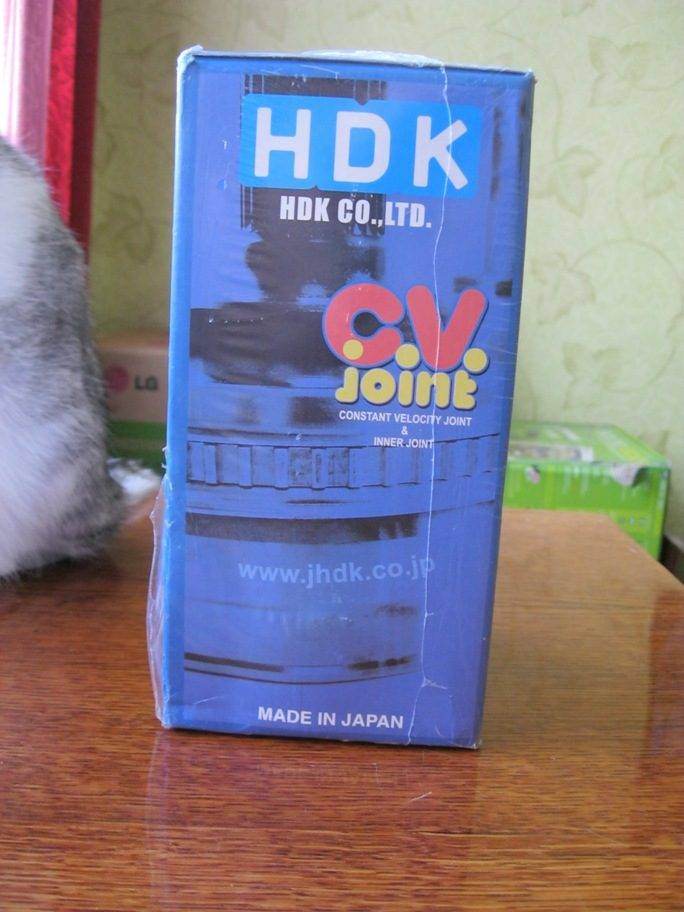 HDK
HDK CO.,LTD.
C.V.
Joint
CONSTANT VELOCITY JOINT
&
INNER JOINT
www.jhdk.co.jp
MADE IN JAPAN
LG